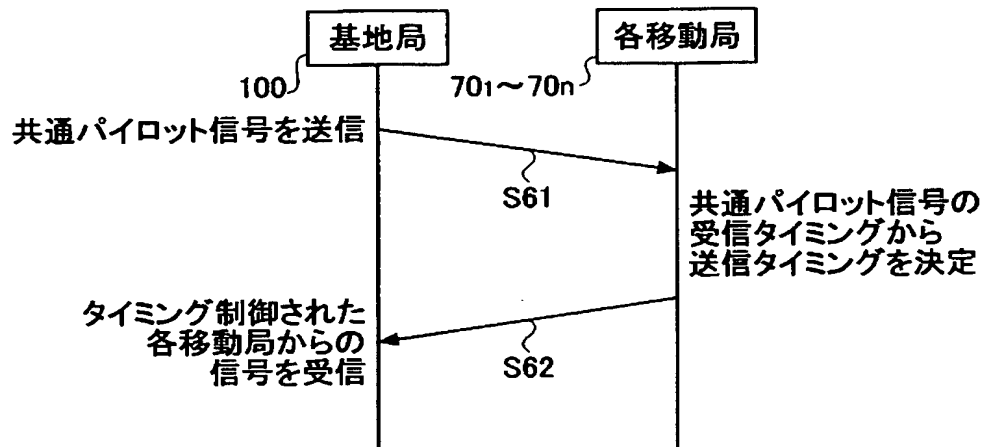 基地局
各移動局
100
70₁~70n
共通パイロット信号を送信
S61
共通パイロット信号の
受信タイミングから
送信タイミングを決定
タイミング制御された
各移動局からの
信号を受信
S62